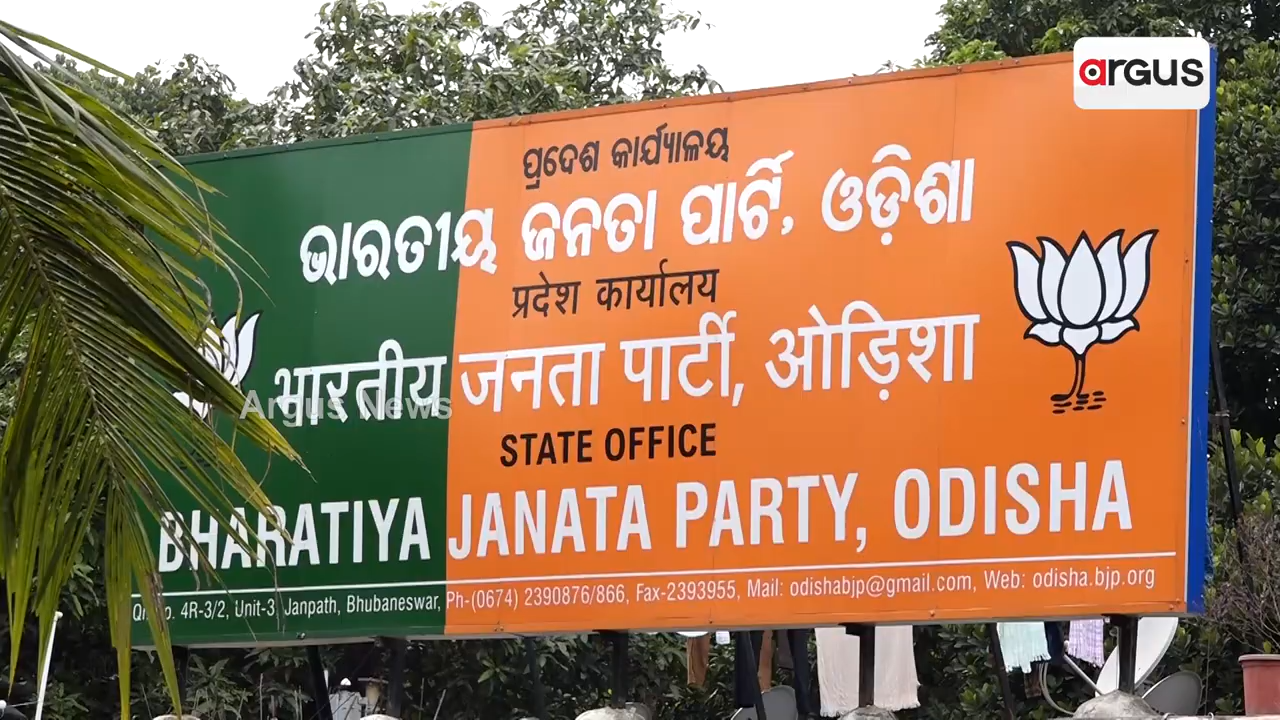 argus
ପ୍ରଦେଶ କାର୍ଯ୍ୟାଳୟ
ଭାରତୀୟ ଜନତା ପାର୍ଟି, ଓଡ଼ିଶା
प्रदेश कार्यालय
भारतीय जनता पार्टी, ओड़िशा
Argus News
STATE OFFICE
BHARATIYA JANATA PARTY, ODISHA
4R-3/2, Unit-3 Janpath, Bhubaneswar, Ph-(0674) 2390876/866, Fax-2393955, Mail: odishabjp@gmail.com, Web: odisha.bjp.org